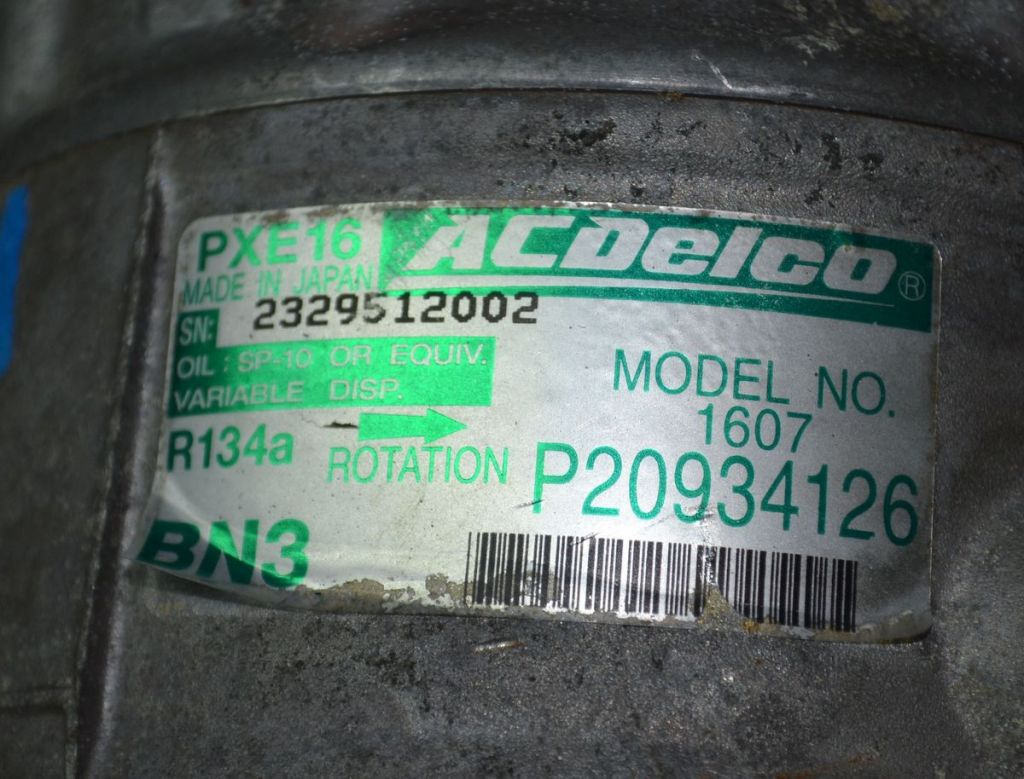 PXE16
ACDelco®
MADE IN JAPAN
SN: 2329512002
OIL : SP-10 OR EQUIV.
VARIABLE DISP.
MODEL NO.
1607
R134a
ROTATION
P20934126
BN3